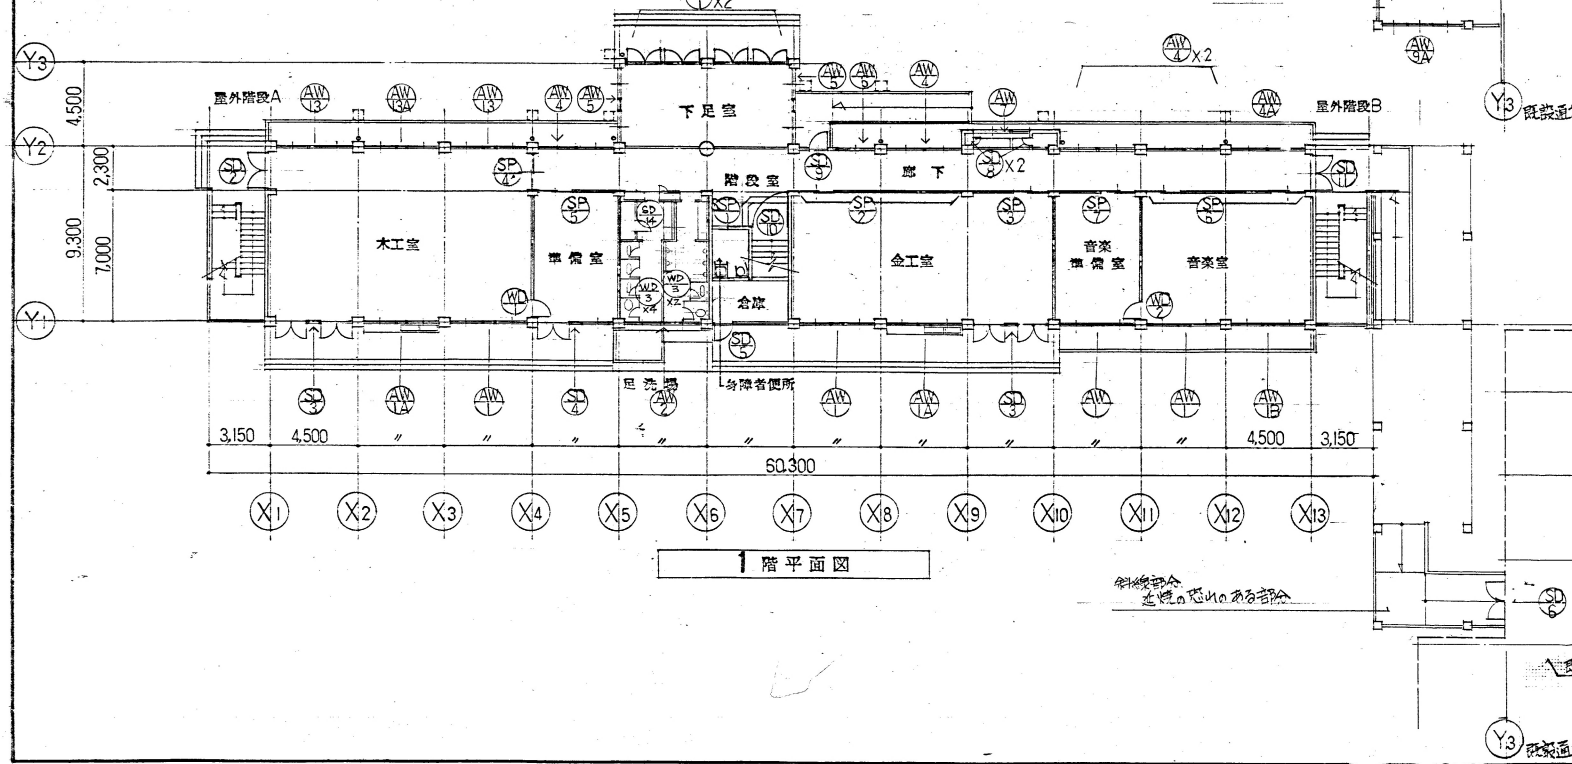 X2
Y3
AW 5
AW 6
AW 4
AW 4 X2
AW 9A
屋外階段A
AW 13
AW 13A
AW 13
AW 4
AW 5
下足室
AW 4A
屋外階段B
Y3
4,500
Y2
SD 2
SP 4
階段室
SD 9
廊下
SD 8 X2
SD 11
2,300
SP 5
SD 14
SP 1
SD 10
SP 2
SP 3
SP 7
SP 6
9,300
7,000
木工室
準備室
金工室
音楽
準備室
音楽室
WD 1
WD 3 X4
WD 3 X2
倉庫
WD 2
Y1
SD 5
足洗場
身障者便所
SD 3
AW 1A
AW 1
SD 4
AW 2
AW 1
AW 1A
SD 3
AW 1
AW 1
AW 1B
3,150
4,500
〃
〃
〃
〃
〃
〃
〃
〃
〃
〃
4,500
3,150
60,300
X1
X2
X3
X4
X5
X6
X7
X8
X9
X10
X11
X12
X13
1階平面図
斜線部分
延焼の恐れのある部分
SD 6
Y3